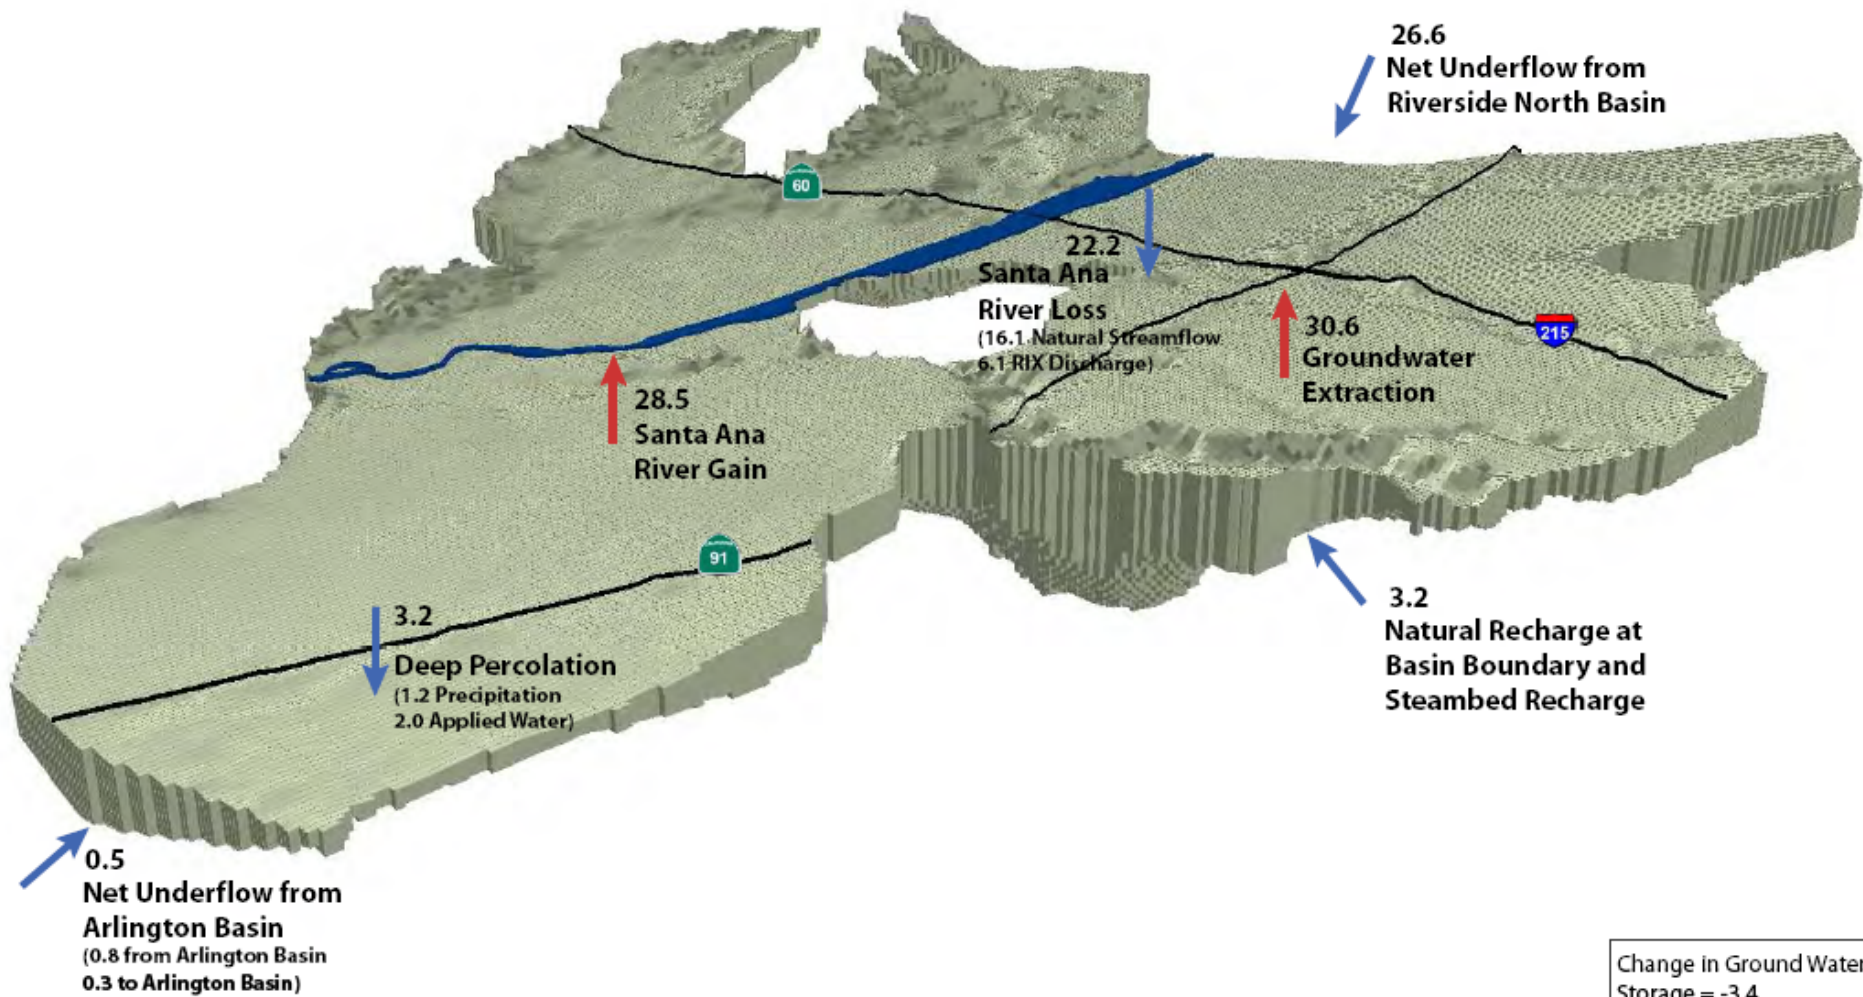 26.6
Net Underflow from
Riverside North Basin
60
22.2
Santa Ana
River Loss
(16.1 Natural Streamflow
6.1 RIX Discharge)
30.6
Groundwater
Extraction
215
28.5
Santa Ana
River Gain
91
3.2
Deep Percolation
(1.2 Precipitation
2.0 Applied Water)
3.2
Natural Recharge at
Basin Boundary and
Steambed Recharge
0.5
Net Underflow from
Arlington Basin
(0.8 from Arlington Basin
0.3 to Arlington Basin)
Change in Ground Water
Storage = -3.4